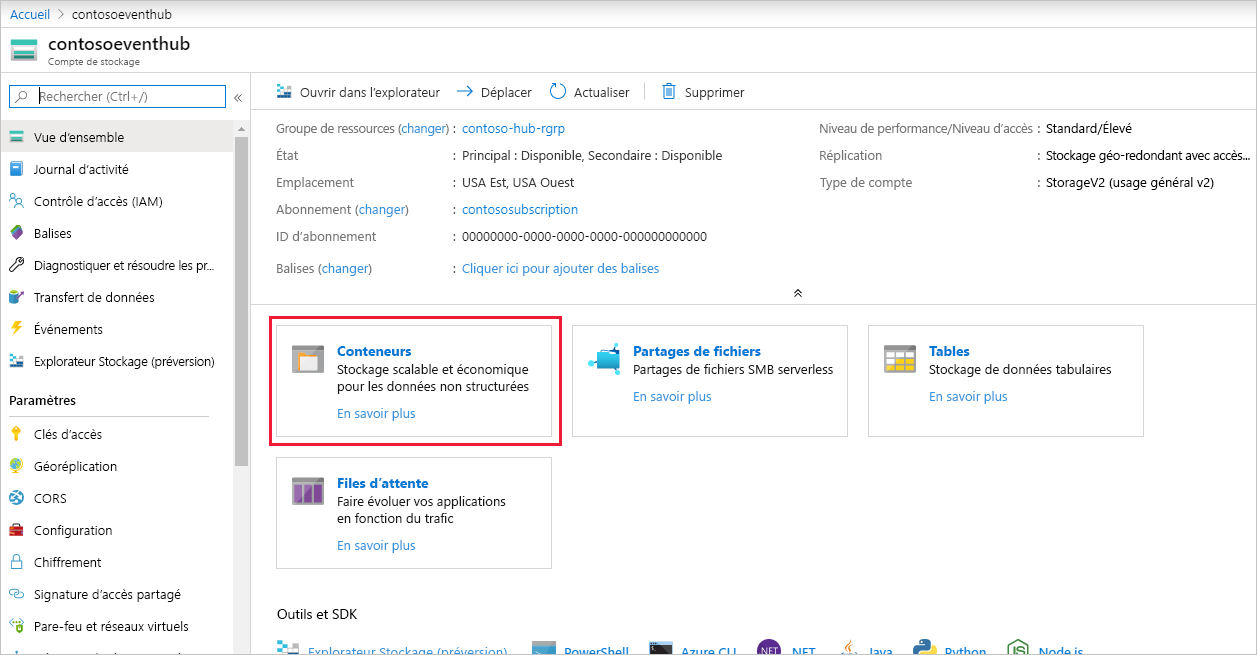 Accueil > contosoeventhub
contosoeventhub
Compte de stockage
Rechercher (Ctrl+/)
«
Vue d'ensemble
Journal d'activité
Contrôle d'accès (IAM)
Balises
Diagnostiquer et résoudre les pr...
Transfert de données
Événements
Explorateur Stockage (préversion)
Paramètres
Clés d'accès
Géoréplication
CORS
Configuration
Chiffrement
Signature d'accès partagé
Pare-feu et réseaux virtuels
Ouvrir dans l'explorateur
Déplacer
Actualiser
Supprimer
Groupe de ressources (changer) : contoso-hub-rgrp
État : Principal : Disponible, Secondaire : Disponible
Emplacement : USA Est, USA Ouest
Abonnement (changer) : contososubscription
ID d'abonnement : 00000000-0000-0000-0000-000000000000
Balises (changer) : Cliquer ici pour ajouter des balises
Niveau de performance/Niveau d'accès : Standard/Élevé
Réplication : Stockage géo-redondant avec accès...
Type de compte : StorageV2 (usage général v2)
Conteneurs
Stockage scalable et économique
pour les données non structurées
En savoir plus
Partages de fichiers
Partages de fichiers SMB serverless
En savoir plus
Tables
Stockage de données tabulaires
En savoir plus
Files d'attente
Faire évoluer vos applications
en fonction du trafic
En savoir plus
Outils et SDK
Explorateur Stockage (préversion)
PowerShell
Azure CLI
NET
.NET
Java
Python
JS
Node.js